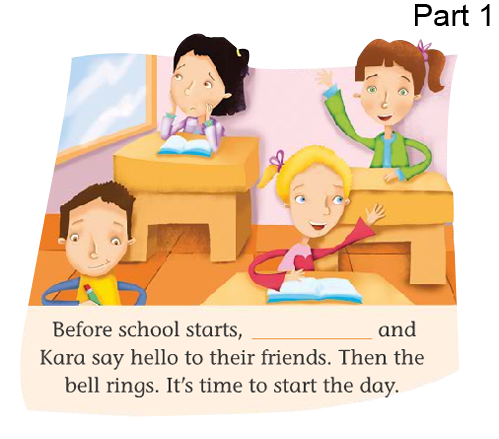 Part 1
Before school starts, ____________ and
Kara say hello to their friends. Then the
bell rings. It's time to start the day.